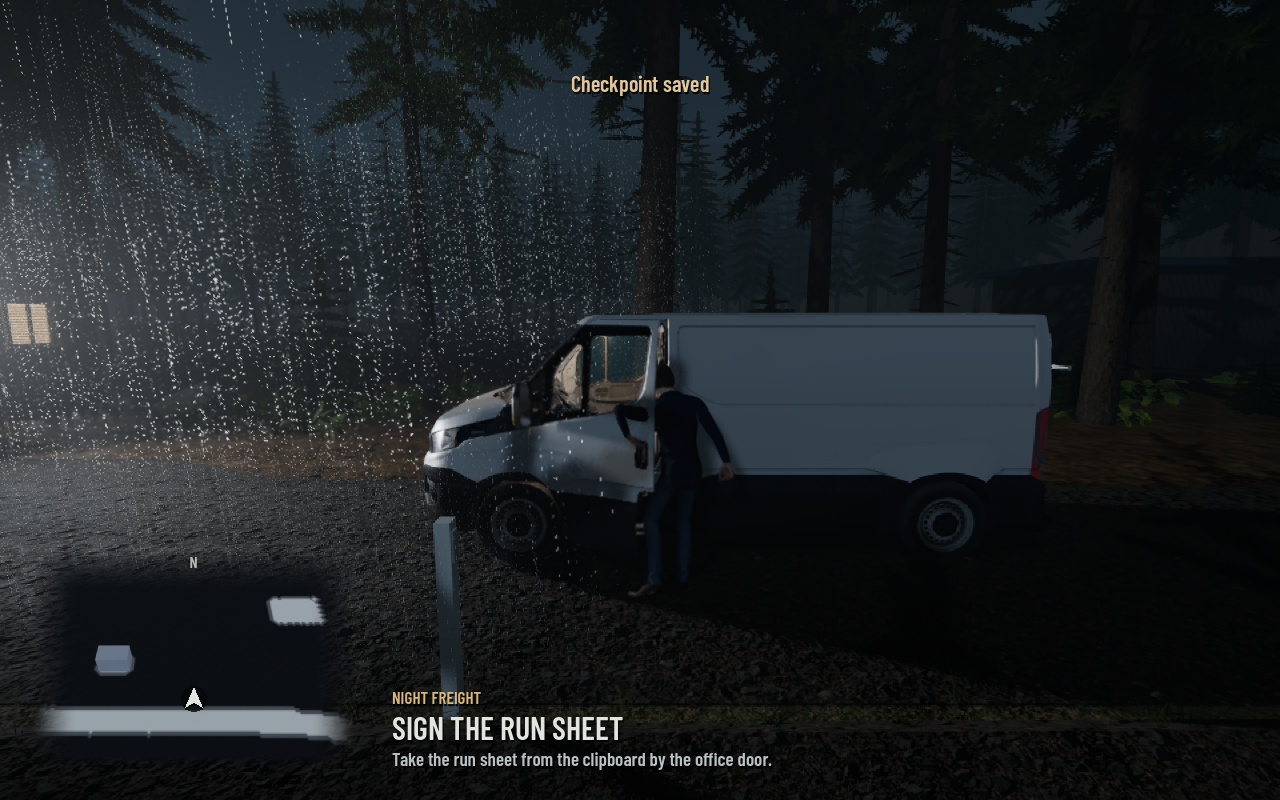 Checkpoint saved
N
NIGHT FREIGHT
SIGN THE RUN SHEET
Take the run sheet from the clipboard by the office door.